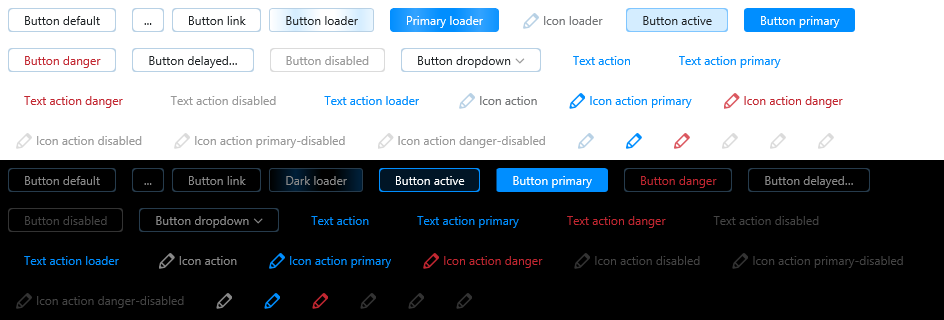 Button default ... Button link Button loader Primary loader Icon loader Button active Button primary
Button danger Button delayed... Button disabled Button dropdown Text action Text action primary
Text action danger Text action disabled Text action loader Icon action Icon action primary Icon action danger
Icon action disabled Icon action primary-disabled Icon action danger-disabled
Button default ... Button link Dark loader Button active Button primary Button danger Button delayed...
Button disabled Button dropdown Text action Text action primary Text action danger Text action disabled
Text action loader Icon action Icon action primary Icon action danger Icon action disabled Icon action primary-disabled
Icon action danger-disabled